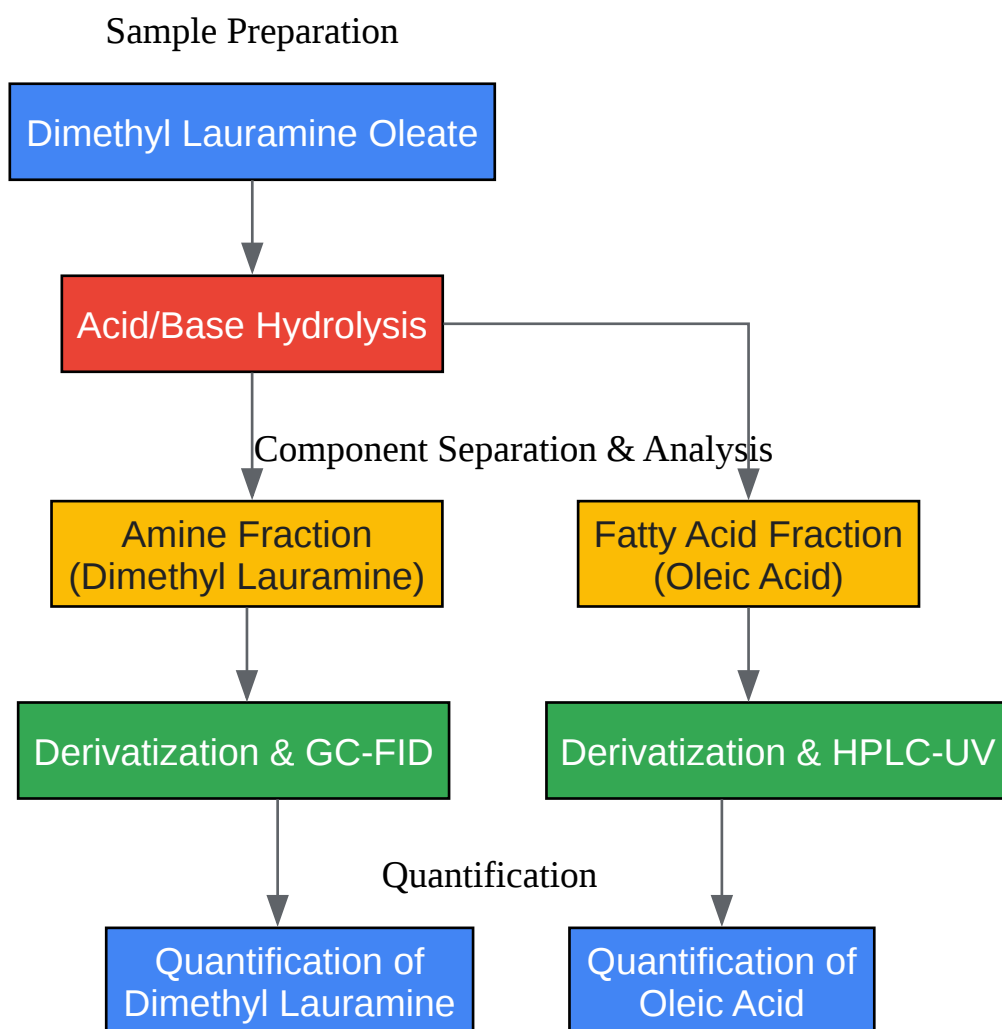 Sample Preparation
Dimethyl Lauramine Oleate
Acid/Base Hydrolysis
Component Separation & Analysis
Amine Fraction
(Dimethyl Lauramine)
Fatty Acid Fraction
(Oleic Acid)
Derivatization & GC-FID
Derivatization & HPLC-UV
Quantification
Quantification of
Dimethyl Lauramine
Quantification of
Oleic Acid